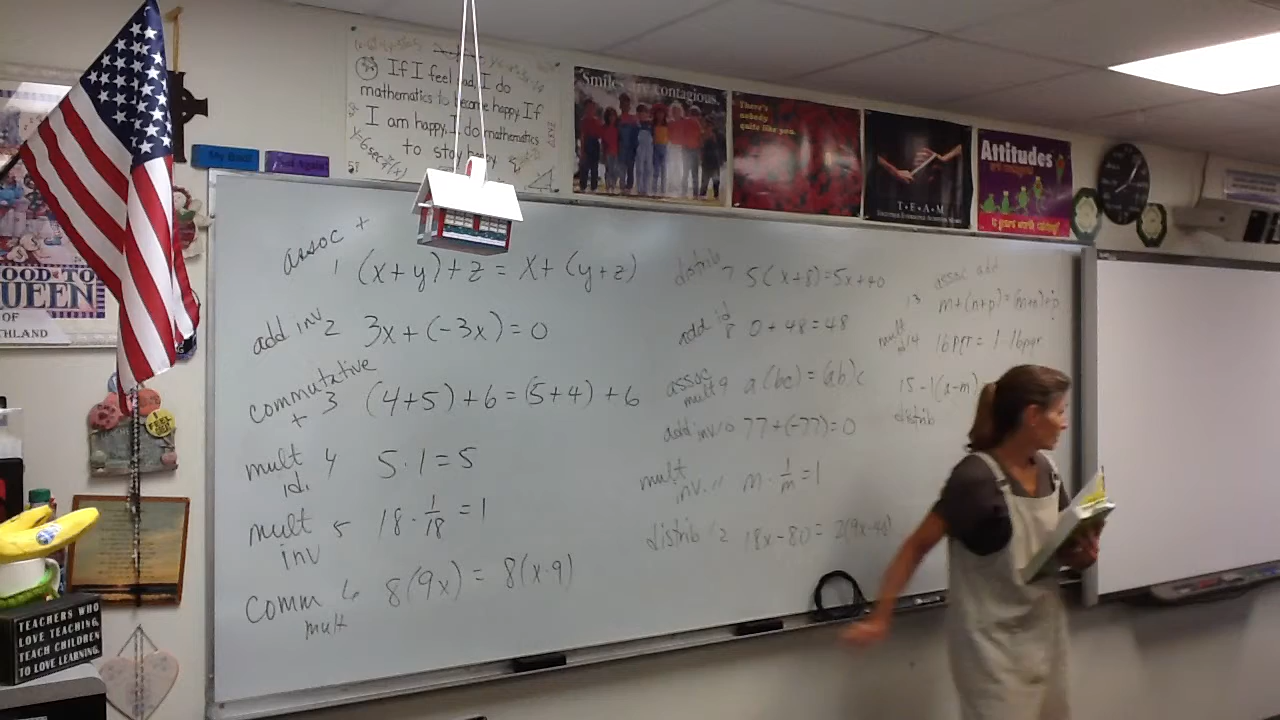 If I feel sad, I do
mathematics to become happy. If
I am happy, I do mathematics
to stay happy
Smiles are contagious.
There's
nobody
quite like you.
T·E·A·M
Attitudes
OOD TO
QUEEN
OF
assoc +
1 (x+y)+z = x+(y+z)
add inv 2 3x+(-3x)=0
commutative
+ 3 (4+5)+6=(5+4)+6
mult 4 5·1=5
id.
mult 5 18·1/18=1
inv
comm 6 8(9x)=8(x·9)
mult
distrib 7 5(x+8)=5x+40
add id 8 0+48=48
assoc
mult 9 a(bc)=(ab)c
add inv 10 77+(-77)=0
mult
inv. 11 m·1/m=1
distrib 12 18x-80=2(9x-40)
assoc add
13 m+(n+p)=(m+n)+p
mult
id 14 16pqr=1·16pqr
15 -1(a-m)
distrib
TEACHERS WHO
LOVE TEACHING,
TEACH CHILDREN
TO LOVE LEARNING.